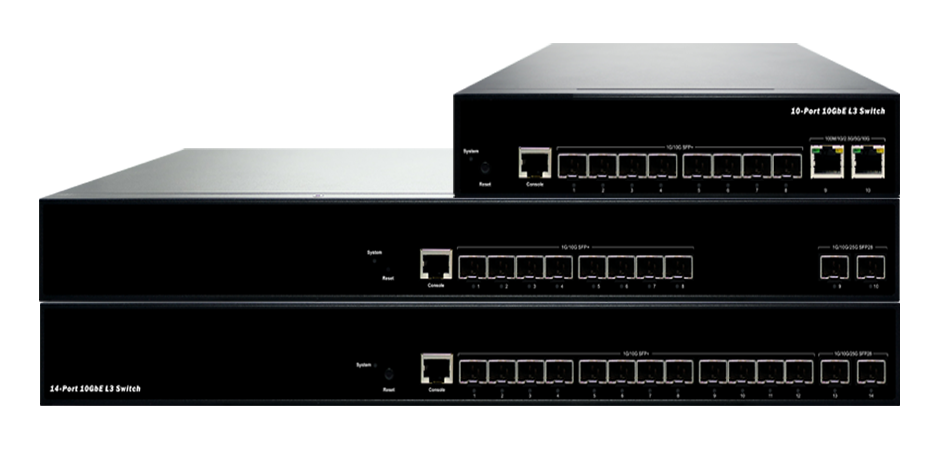 10-Port 10GbE L3 Switch
100M/1G/2.5G/5G/10G
1G/10G SFP+
System
Reset
Console
1 2 3 4 5 6 7 8 9 10
1G/10G SFP+ 1G/10G/25G SFP28
System
Reset
Console
1 2 3 4 5 6 7 8 9 10
1G/10G SFP+ 1G/10G/25G SFP28
System
Reset
Console
1 2 3 4 5 6 7 8 9 10 11 12 13 14
14-Port 10GbE L3 Switch